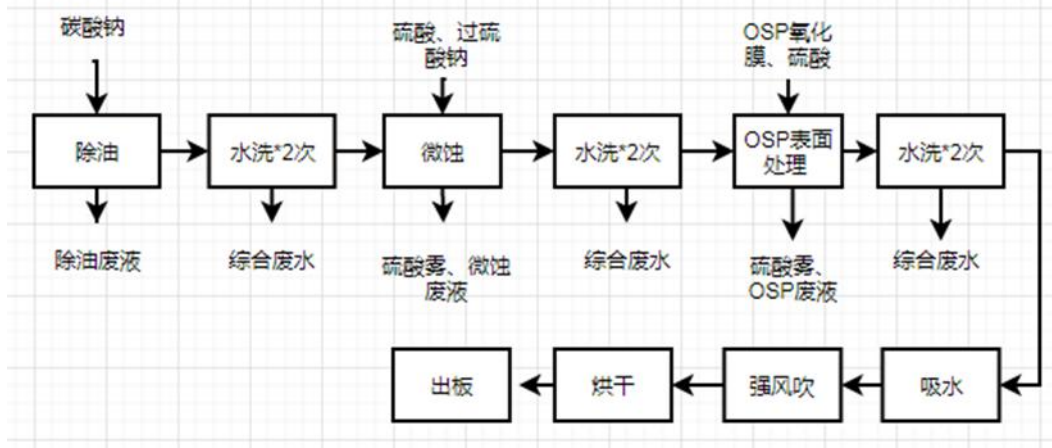 碳酸钠
硫酸、过硫
酸钠
OSP氧化
膜、硫酸
除油
水洗*2次
微蚀
水洗*2次
OSP表面
处理
水洗*2次
除油废液
综合废水
硫酸雾、微蚀
废液
综合废水
硫酸雾、
OSP废液
综合废水
出板
烘干
强风吹
吸水